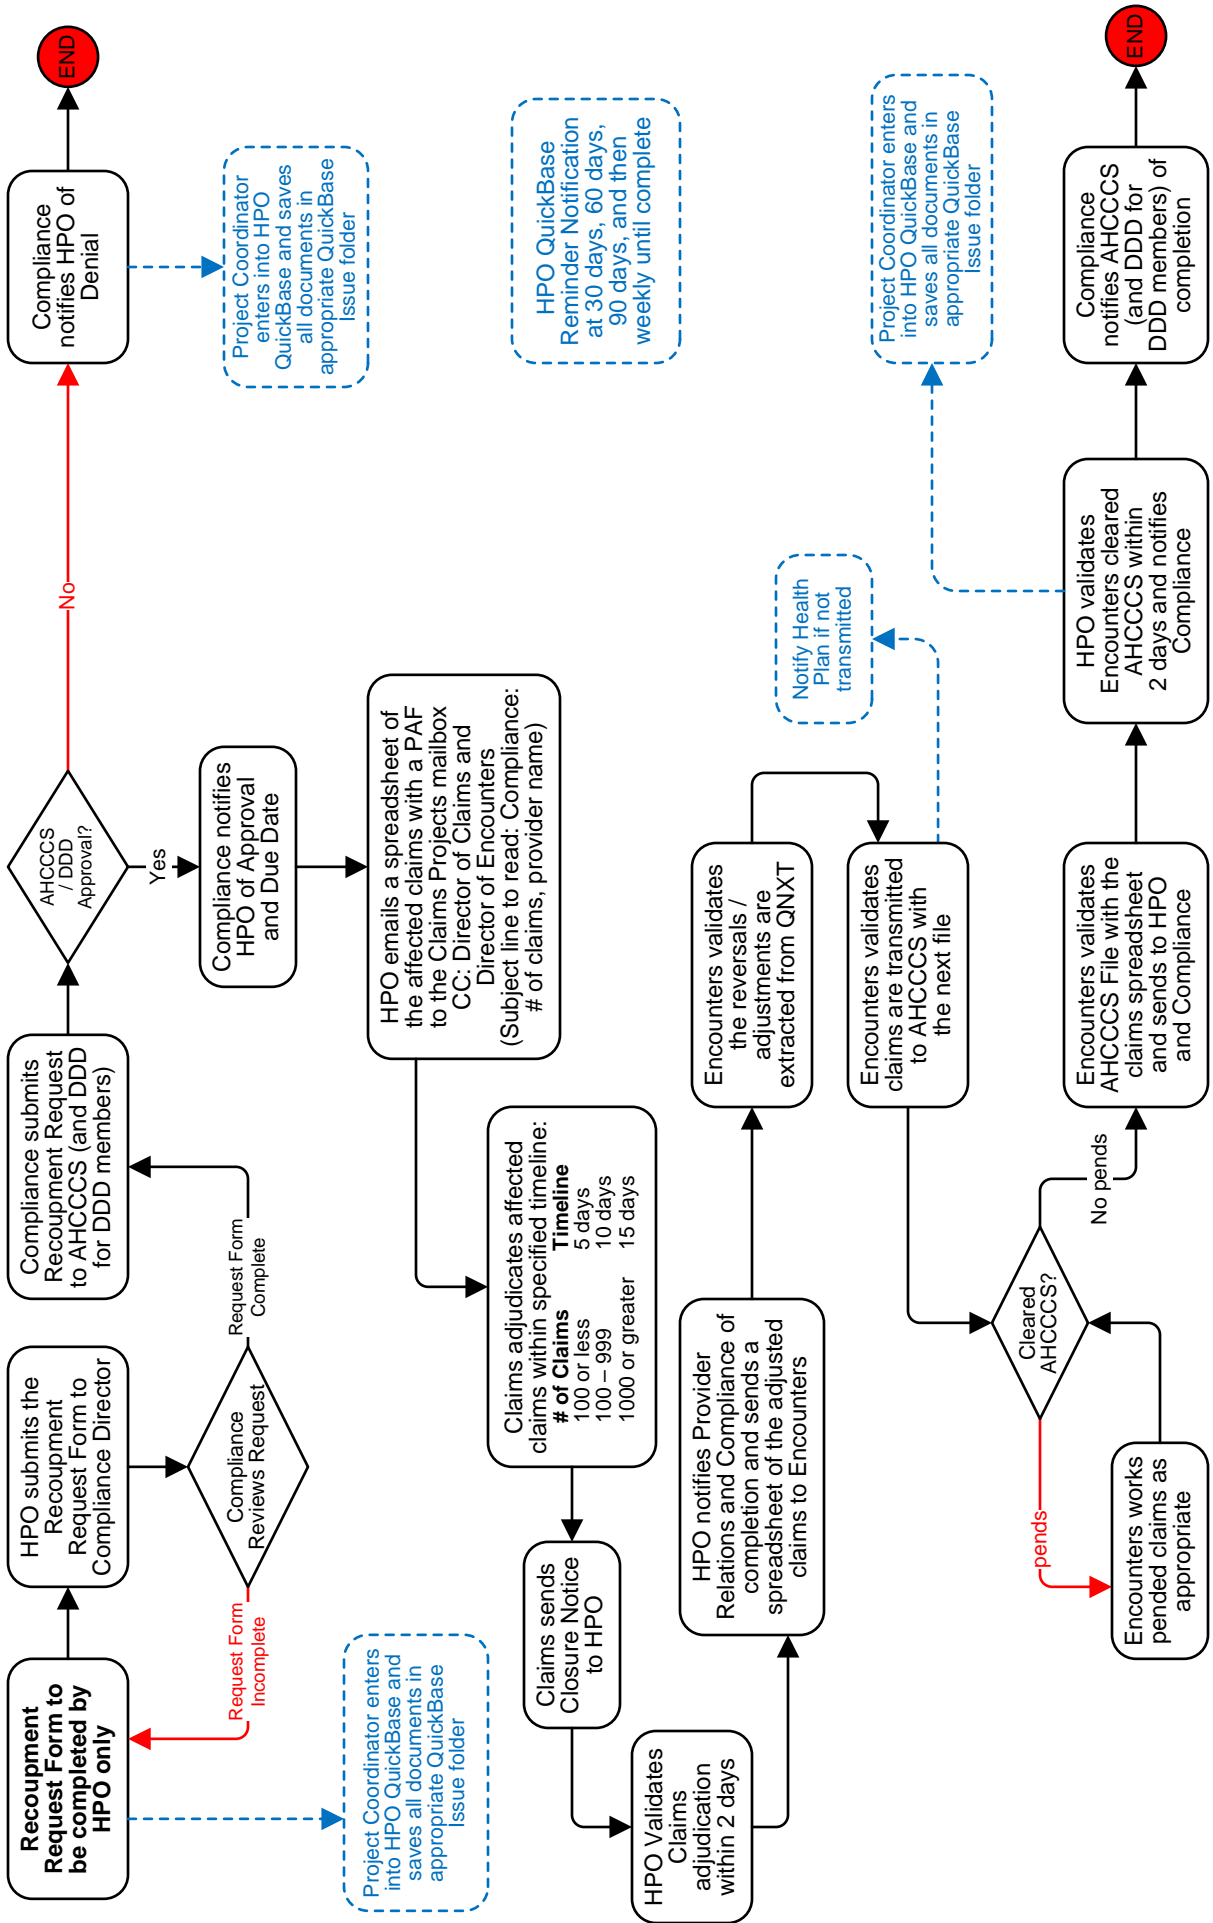 Recoupment
Request Form to
be completed by
HPO only
HPO submits the
Recoupment
Request Form to
Compliance Director
Compliance
Reviews Request
Request Form
Incomplete
Request Form
Complete
Project Coordinator enters
into HPO QuickBase and
saves all documents in
appropriate QuickBase
Issue folder
Compliance submits
Recoupment Request
to AHCCCS (and DDD
for DDD members)
AHCCCS
/ DDD
Approval?
No
Yes
Compliance
notifies HPO of
Denial
END
Project Coordinator
enters into HPO
QuickBase and saves
all documents in
appropriate QuickBase
Issue folder
Compliance notifies
HPO of Approval
and Due Date
HPO emails a spreadsheet of
the affected claims with a PAF
to the Claims Projects mailbox
CC: Director of Claims and
Director of Encounters
(Subject line to read: Compliance:
# of claims, provider name)
HPO QuickBase
Reminder Notification
at 30 days, 60 days,
90 days, and then
weekly until complete
Claims adjudicates affected
claims within specified timeline:
# of Claims Timeline
100 or less 5 days
100 – 999 10 days
1000 or greater 15 days
Claims sends
Closure Notice
to HPO
HPO Validates
Claims
adjudication
within 2 days
HPO notifies Provider
Relations and Compliance of
completion and sends a
spreadsheet of the adjusted
claims to Encounters
Encounters validates
the reversals /
adjustments are
extracted from QNXT
Encounters validates
claims are transmitted
to AHCCCS with
the next file
Notify Health
Plan if not
transmitted
Cleared
AHCCCS?
pends
No pends
Encounters works
pended claims as
appropriate
Encounters validates
AHCCCS File with the
claims spreadsheet
and sends to HPO
and Compliance
HPO validates
Encounters cleared
AHCCCS within
2 days and notifies
Compliance
Project Coordinator enters
into HPO QuickBase and
saves all documents in
appropriate QuickBase
Issue folder
Compliance
notifies AHCCCS
(and DDD for
DDD members) of
completion
END